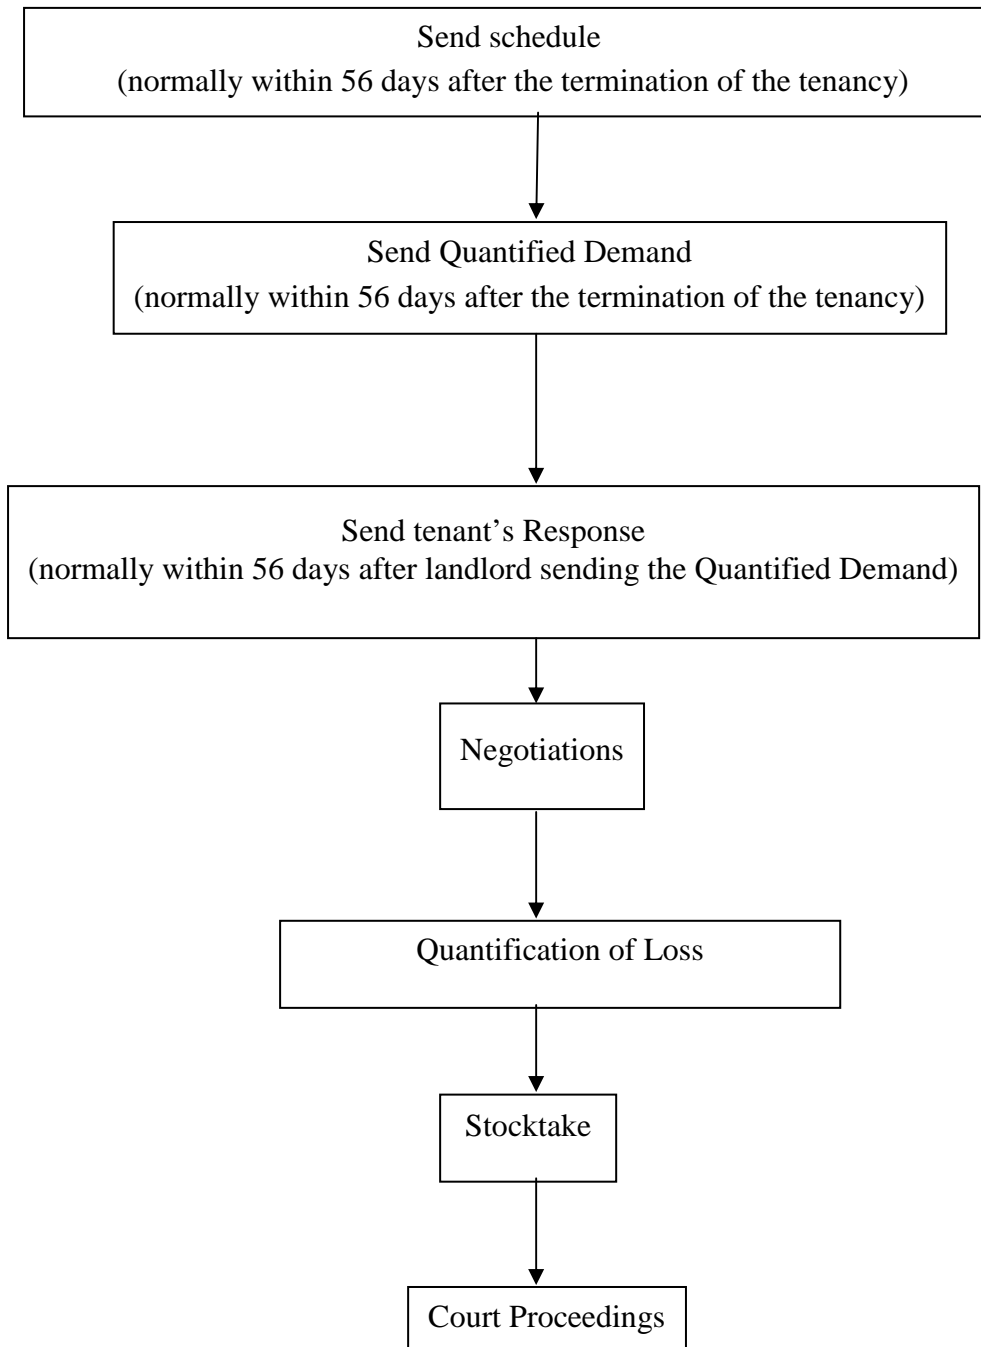 Send schedule
(normally within 56 days after the termination of the tenancy)
Send Quantified Demand
(normally within 56 days after the termination of the tenancy)
Send tenant’s Response
(normally within 56 days after landlord sending the Quantified Demand)
Negotiations
Quantification of Loss
Stocktake
Court Proceedings